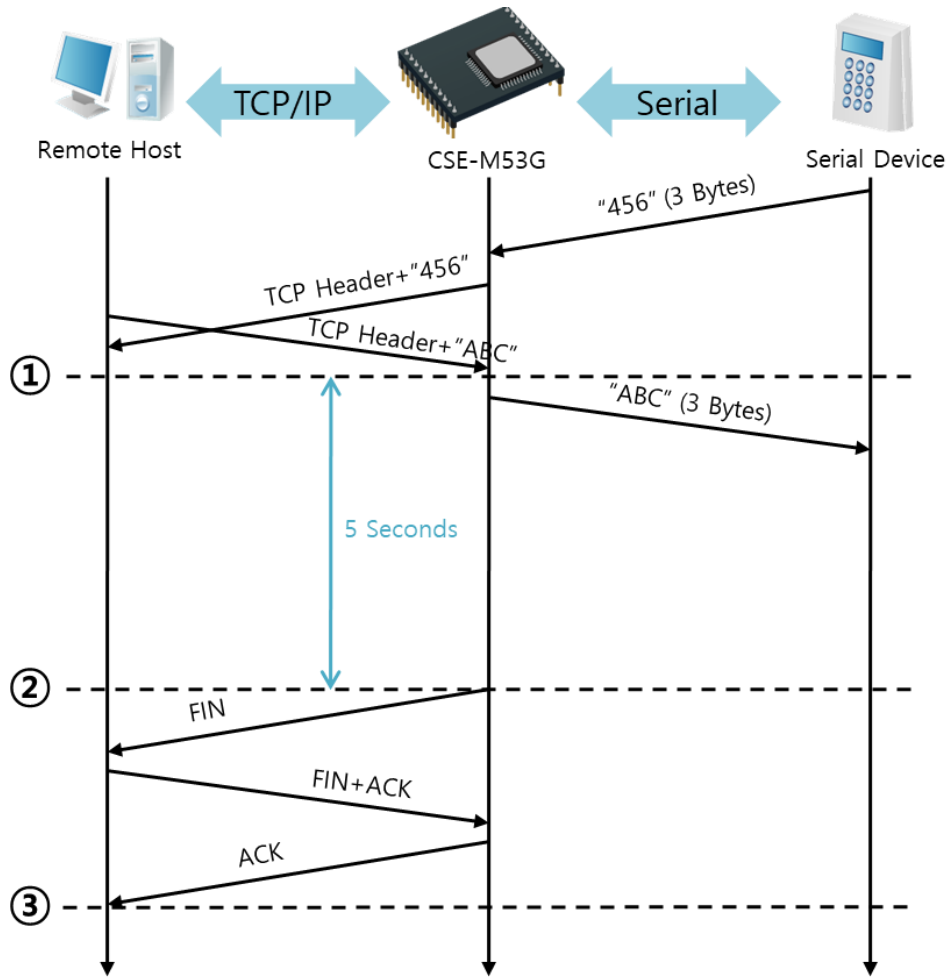 TCP/IP
Serial
Remote Host
CSE-M53G
Serial Device
“456” (3 Bytes)
TCP Header+”456”
TCP Header+”ABC”
①
”ABC” (3 Bytes)
5 Seconds
②
FIN
FIN+ACK
ACK
③